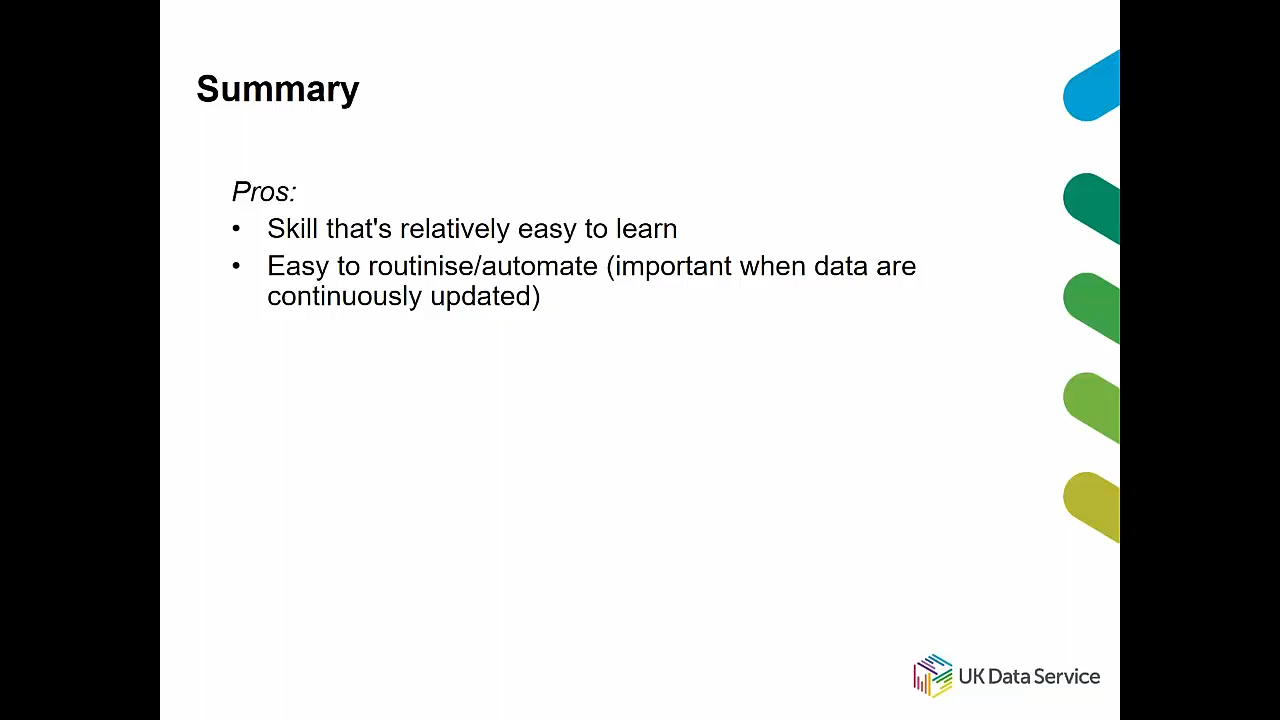 Summary
Pros:
• Skill that's relatively easy to learn
• Easy to routinise/automate (important when data are
continuously updated)
UK Data Service